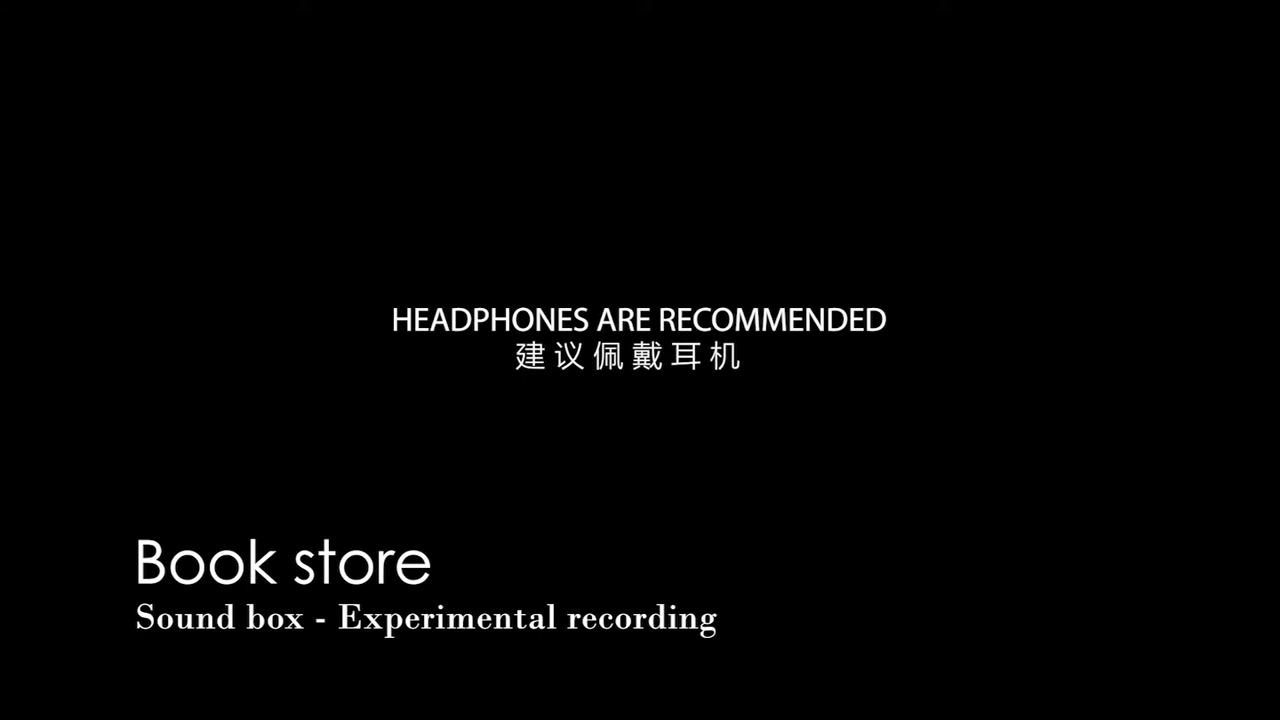 HEADPHONES ARE RECOMMENDED
建议佩戴耳机
Book store
Sound box - Experimental recording